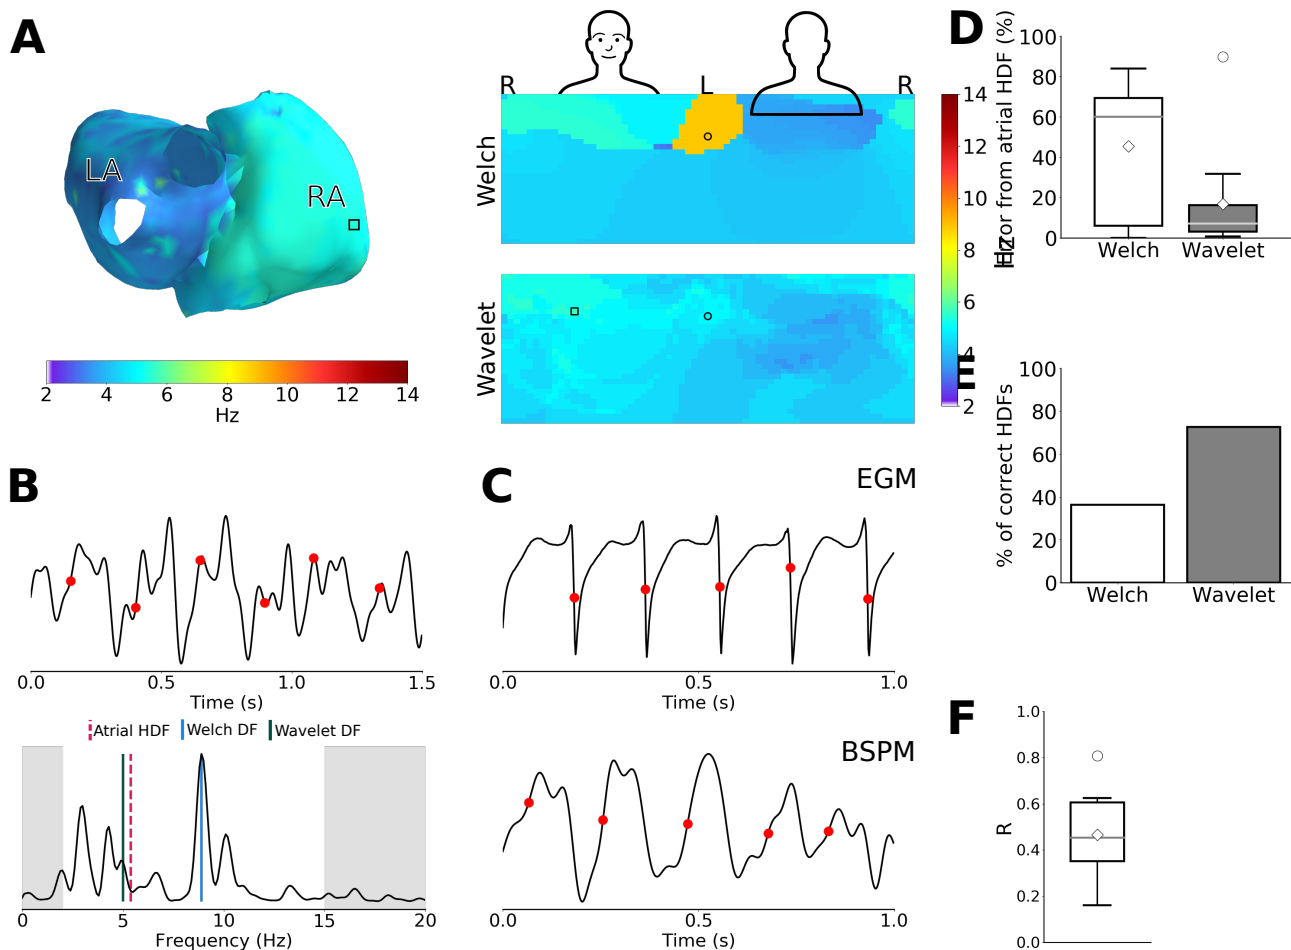 A
LA
RA
2 4 6 8 10 12 14
Hz
R
L
R
Welch
Wavelet
14
12
10
8
6
4
2
Hz
D
Error from atrial HDF (%)
100
80
60
40
20
0
Welch Wavelet
E
% of correct HDFs
100
80
60
40
20
0
Welch Wavelet
B
0.0 0.5 1.0 1.5
Time (s)
Atrial HDF Welch DF Wavelet DF
0 5 10 15 20
Frequency (Hz)
C
EGM
0.0 0.5 1.0
Time (s)
BSPM
0.0 0.5 1.0
Time (s)
F
R
1.0
0.8
0.6
0.4
0.2
0.0